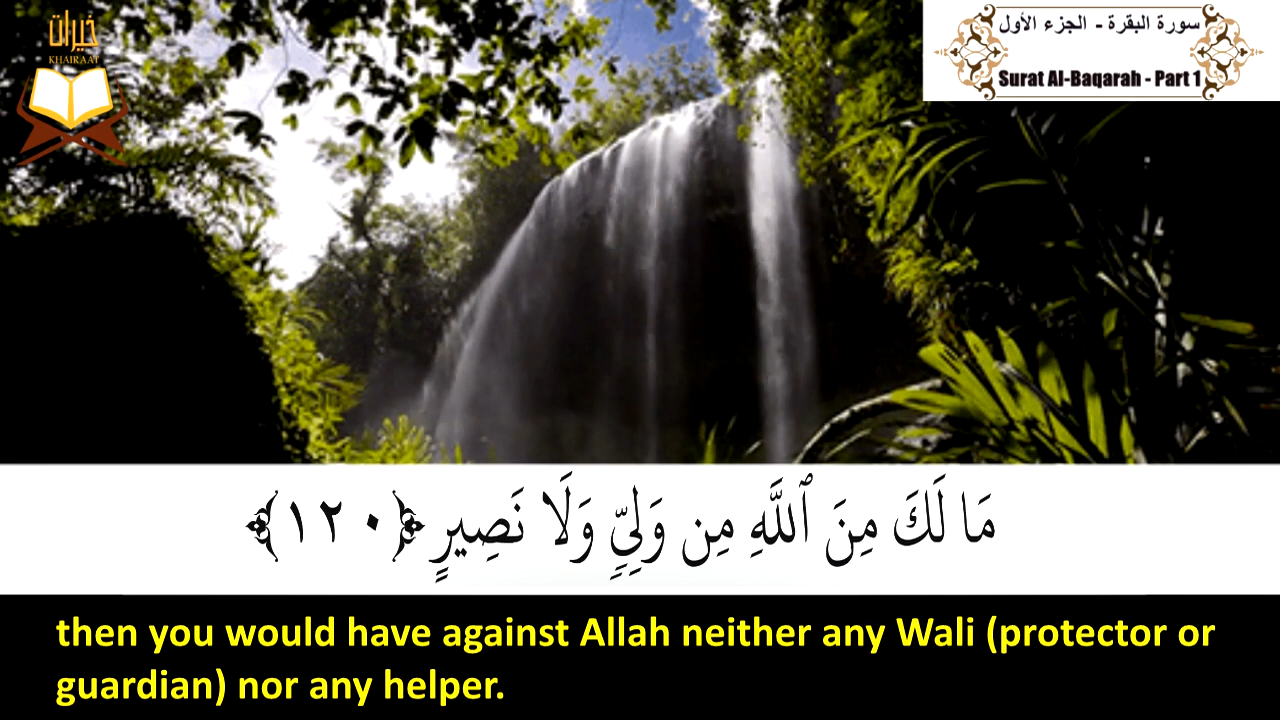 خيرات
KHAIRAAT
سورة البقرة - الجزء الأول
Surat Al-Baqarah - Part 1
مَا لَكَ مِنَ ٱللَّهِ مِن وَلِيٍّ وَلَا نَصِيرٍ ﴿١٢٠﴾
then you would have against Allah neither any Wali (protector or
guardian) nor any helper.